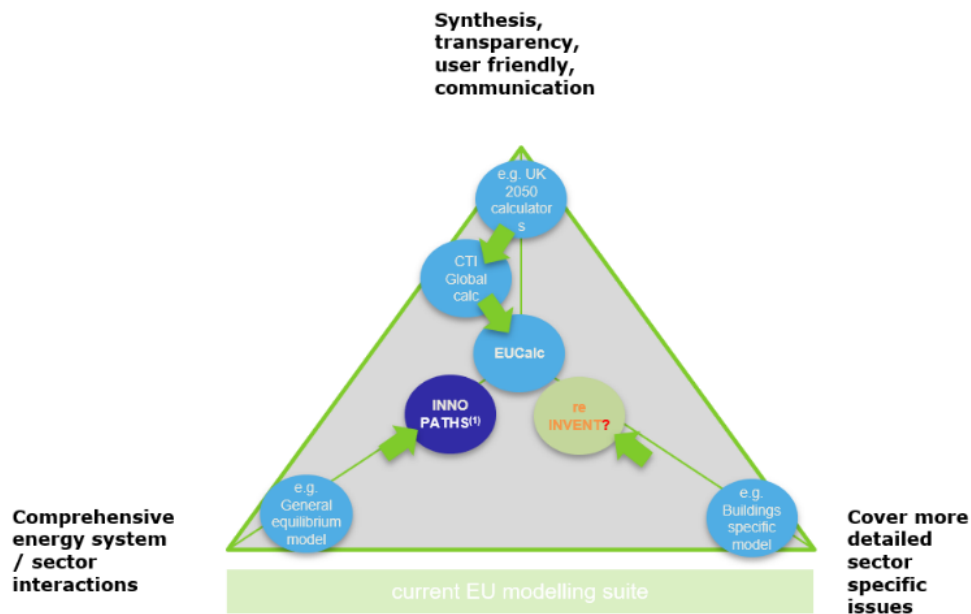 Synthesis,
transparency,
user friendly,
communication
e.g. UK
2050
calculator
s
CTI
Global
calc
EUCalc
INNO
PATHS(1)
re
INVENT?
e.g.
General
equilibrium
model
e.g.
Buildings
specific
model
Comprehensive
energy system
/ sector
interactions
Cover more
detailed
sector
specific
issues
current EU modelling suite